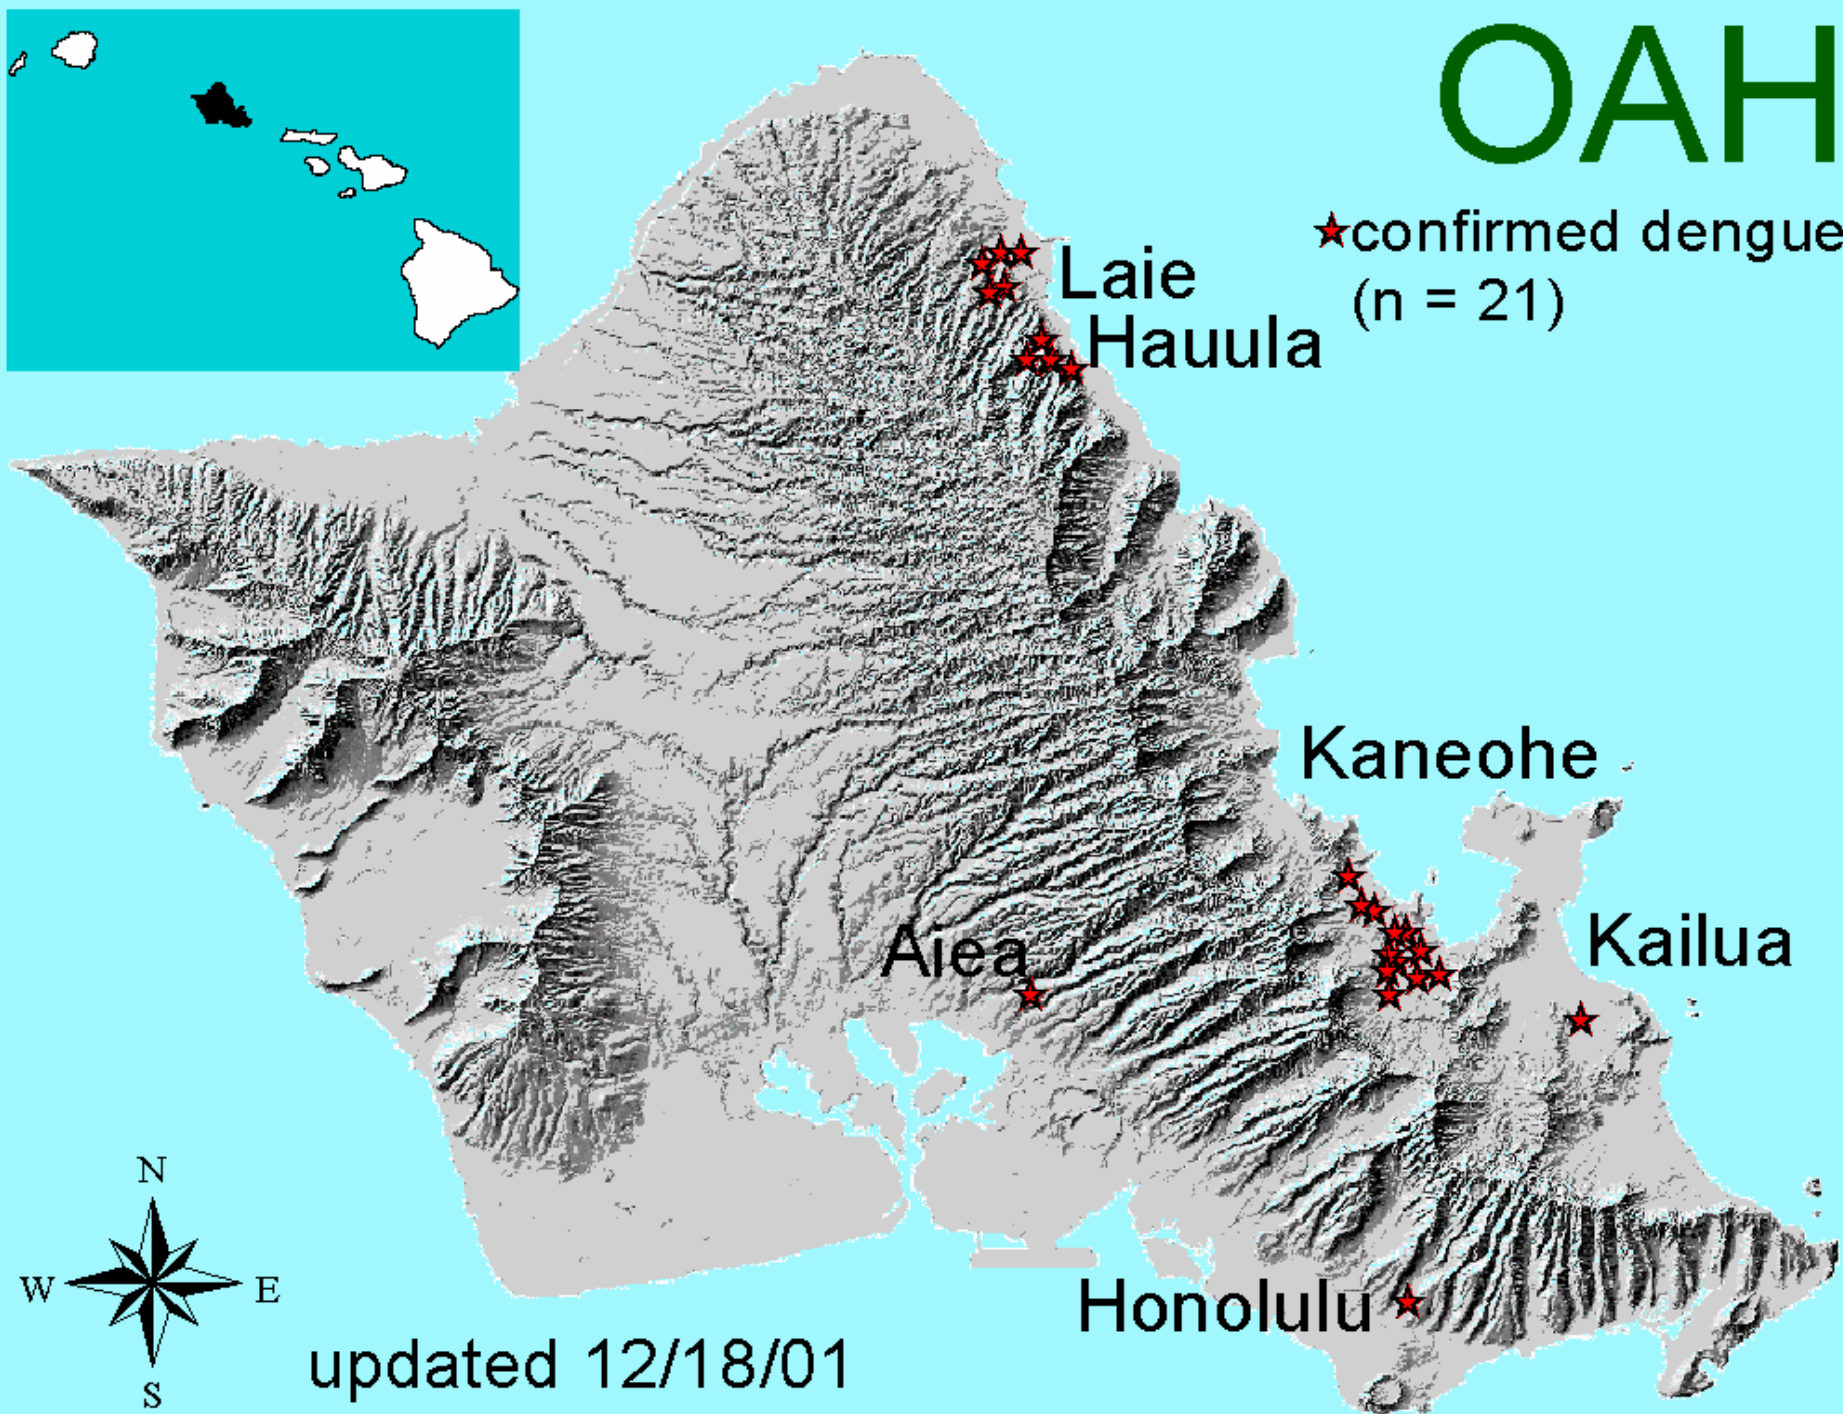 OAH
confirmed dengue
(n = 21)
Laie
Hauula
Kaneohe
Kailua
Aiea
Honolulu
N
W E
S
updated 12/18/01